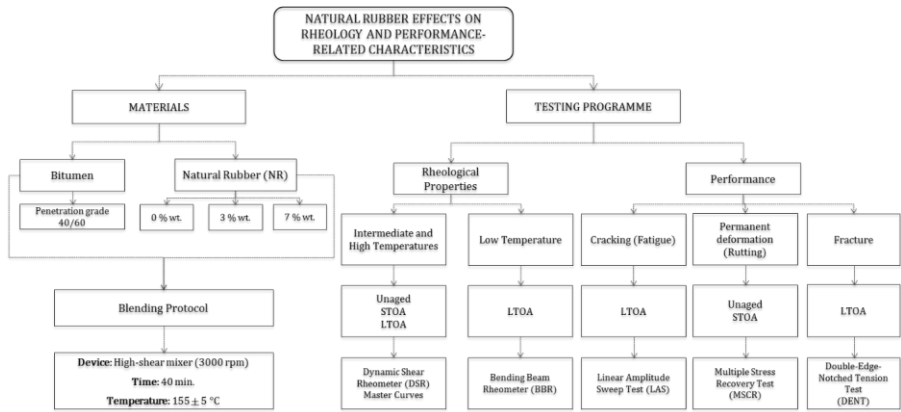 NATURAL RUBBER EFFECTS ON
RHEOLOGY AND PERFORMANCE-
RELATED CHARACTERISTICS
MATERIALS
TESTING PROGRAMME
Bitumen
Natural Rubber (NR)
Penetration grade
40/60
0 % wt.
3 % wt.
7 % wt.
Blending Protocol
Device: High-shear mixer (3000 rpm)
Time: 40 min.
Temperature: 155 ± 5 °C
Rheological
Properties
Performance
Intermediate and
High Temperatures
Low Temperature
Cracking (Fatigue)
Permanent
deformation
(Rutting)
Fracture
Unaged
STOA
LTOA
LTOA
LTOA
Unaged
STOA
LTOA
Dynamic Shear
Rheometer (DSR)
Master Curves
Bending Beam
Rheometer (BBR)
Linear Amplitude
Sweep Test (LAS)
Multiple Stress
Recovery Test
(MSCR)
Double-Edge-
Notched Tension
Test
(DENT)